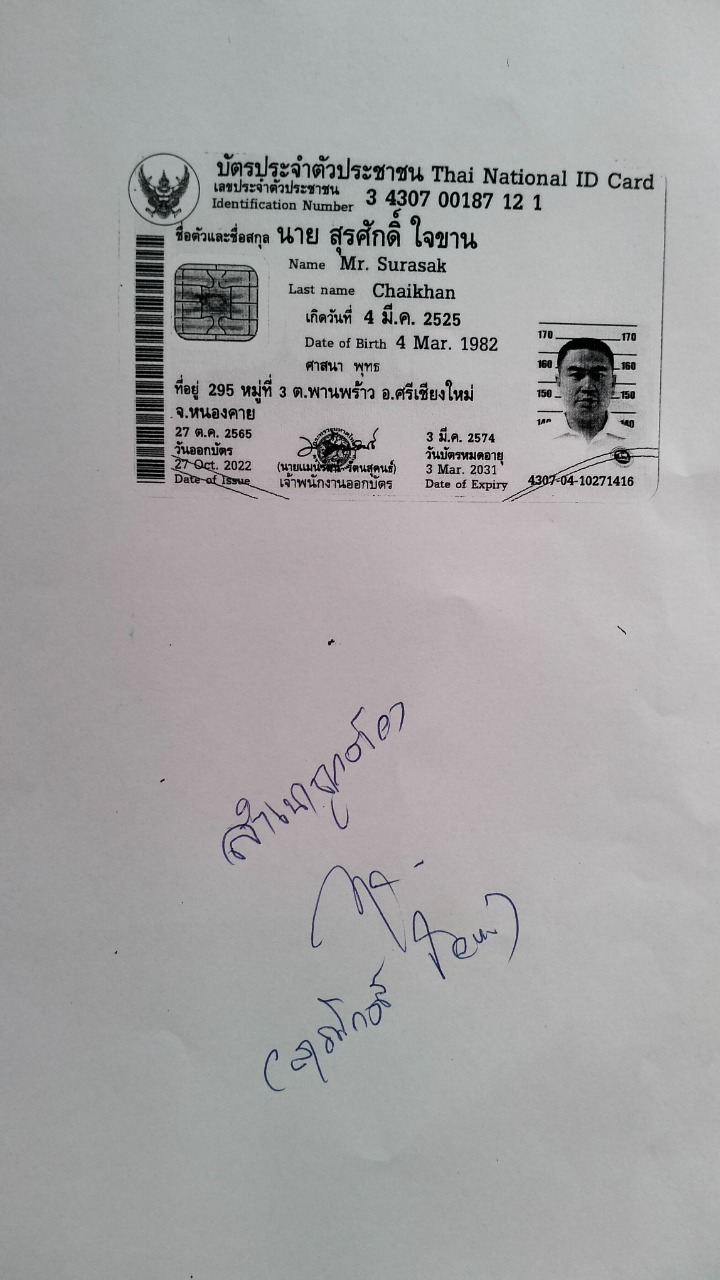 บัตรประจำตัวประชาชน Thai National ID Card
เลขประจำตัวประชาชน
Identification Number 3 4307 00187 12 1
ชื่อตัวและชื่อสกุล นาย สุรศักดิ์ ใจขาน
Name Mr. Surasak
Last name Chaikhan
เกิดวันที่ 4 มี.ค. 2525
Date of Birth 4 Mar. 1982
ศาสนา พุทธ
ที่อยู่ 295 หมู่ที่ 3 ต.พานพร้าว อ.ศรีเชียงใหม่
จ.หนองคาย
27 ต.ค. 2565
วันออกบัตร
27 Oct. 2022
Date of Issue
เจ้าพนักงานออกบัตร
3 มี.ค. 2574
วันบัตรหมดอายุ
3 Mar. 2031
Date of Expiry
170 170
160 160
150 150
140 140
4307-04-10271416
สำเนาถูกต้อง
(สุรศักดิ์ ใจขาน)